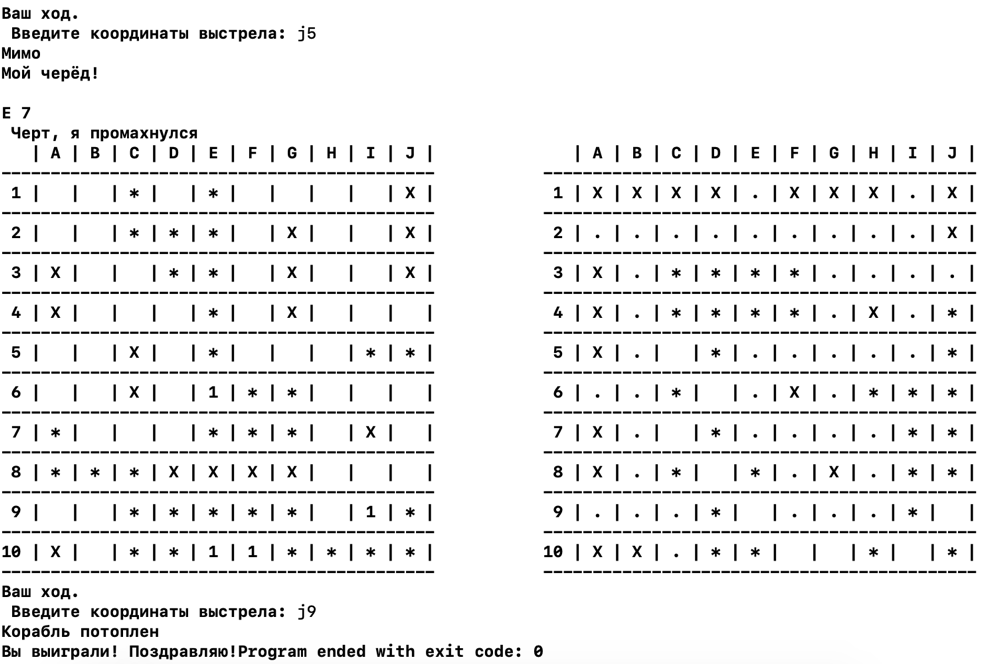 Ваш ход.
 Введите координаты выстрела: j5
Мимо
Мой черёд!

E 7
 Черт, я промахнулся
   | A | B | C | D | E | F | G | H | I | J |              | A | B | C | D | E | F | G | H | I | J |
 1 |   |   | * |   | * |   |   |   |   | X |            1 | X | X | X | X | . | X | X | X | . | X |
 2 |   |   | * | * | * |   | X |   |   | X |            2 | . | . | . | . | . | . | . | . | . | X |
 3 | X |   |   | * | * |   | X |   |   | X |            3 | X | . | * | * | * | * | . | . | . | . |
 4 | X |   |   |   | * |   | X |   |   |   |            4 | X | . | * | * | * | * | . | X | . | * |
 5 |   |   | X |   | * |   |   |   | * | * |            5 | X | . |   | * | . | . | . | . | . | * |
 6 |   |   | X |   | 1 | * | * |   |   |   |            6 | . | . | * |   | . | X | . | * | * | * |
 7 | * |   |   |   | * | * | * |   | X |   |            7 | X | . |   | * | . | . | . | . | * | * |
 8 | * | * | * | X | X | X | X |   |   |   |            8 | X | . | * |   | * | . | X | . | * | * |
 9 |   |   | * | * | * | * | * |   | 1 | * |            9 | . | . | . | * |   | . | . | . | * |   |
10 | X |   | * | * | 1 | 1 | * | * | * | * |           10 | X | X | . | * | * |   |   | * |   | * |
Ваш ход.
 Введите координаты выстрела: j9
Корабль потоплен
Вы выиграли! Поздравляю!Program ended with exit code: 0